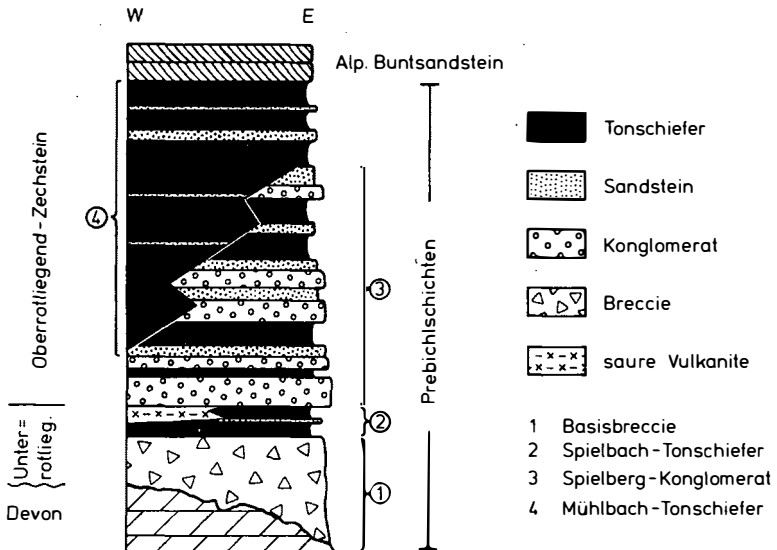 W
E
Alp. Buntsandstein
Oberrotliegend-Zechstein
Unter=
rotlieg.
Devon
4
3
2
1
Prebichlschichten
Tonschiefer
Sandstein
Konglomerat
Breccie
saure Vulkanite
1 Basisbreccie
2 Spielbach-Tonschiefer
3 Spielberg-Konglomerat
4 Mühlbach-Tonschiefer